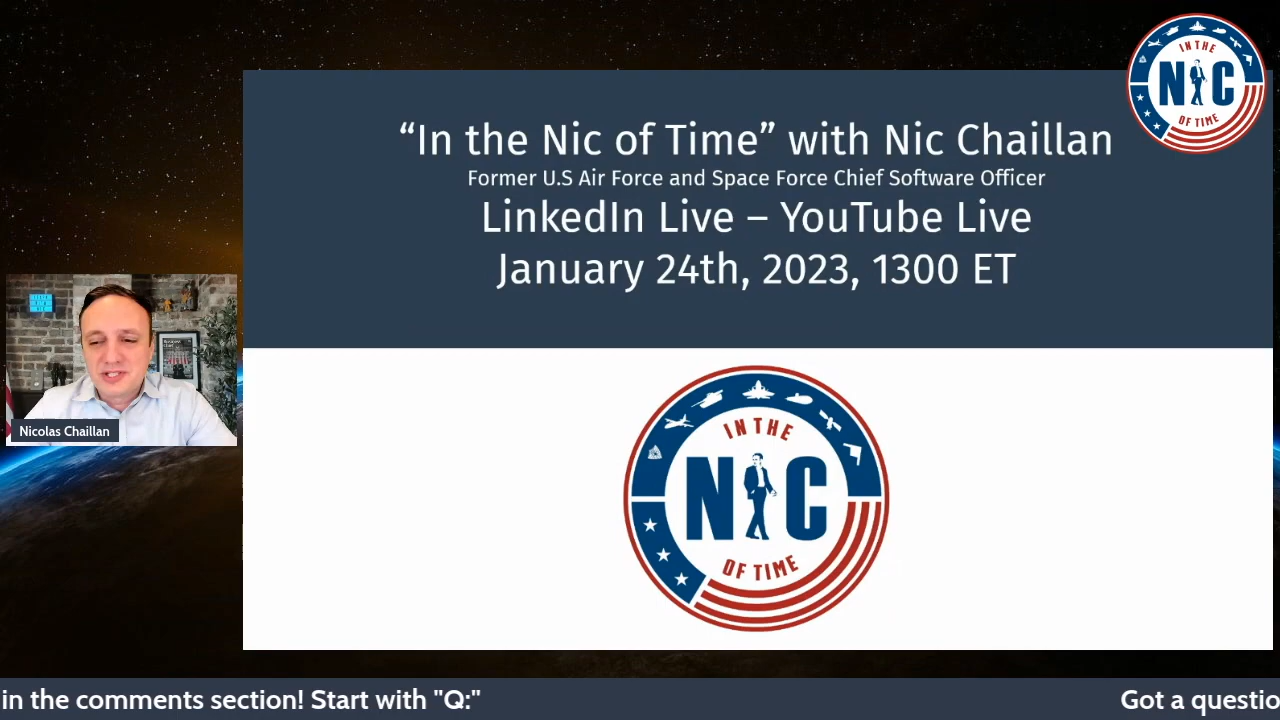 IN THE
NIC
OF TIME
“In the Nic of Time” with Nic Chaillan
Former U.S Air Force and Space Force Chief Software Officer
LinkedIn Live – YouTube Live
January 24th, 2023, 1300 ET
Nicolas Chaillan
IN THE
NIC
OF TIME
in the comments section! Start with "Q:"
Got a questio